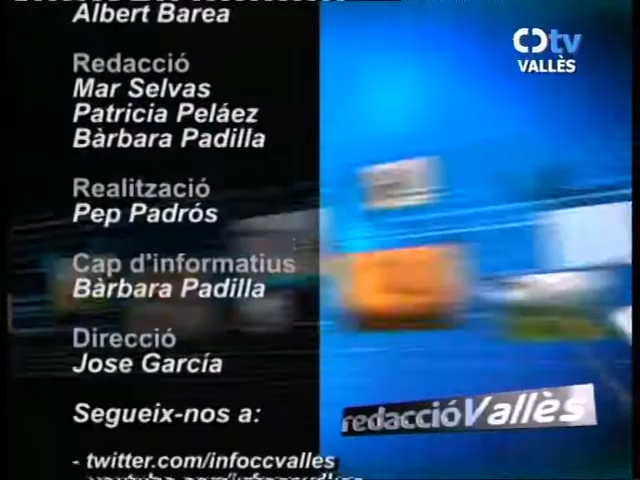 Albert Barea
Redacció
Mar Selvas
Patricia Peláez
Bàrbara Padilla
Realització
Pep Padrós
Cap d'informatius
Bàrbara Padilla
Direcció
Jose García
Segueix-nos a:
- twitter.com/infoccvalles
tv
VALLÈS
redaccióVallès